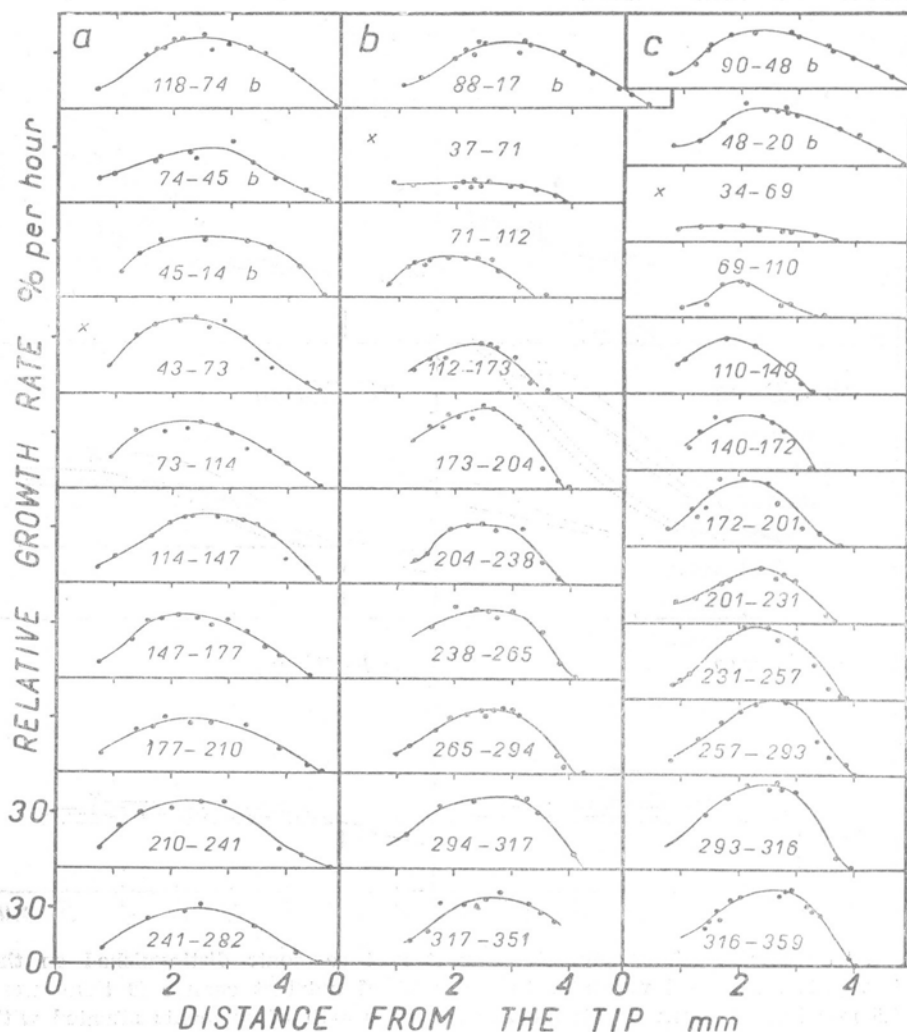 RELATIVE GROWTH RATE % per hour
a
118-74 b
74-45 b
45-14 b
x
43-73
73-114
114-147
147-177
177-210
30
210-241
30
241-282
0
b
88-17 b
x
37-71
71-112
112-173
173-204
204-238
238-265
265-294
294-317
317-351
c
90-48 b
48-20 b
x
34-69
69-110
110-140
140-172
172-201
201-231
231-257
257-293
293-316
316-359
0 2 4 0 2 4 0 2 4
DISTANCE FROM THE TIP mm